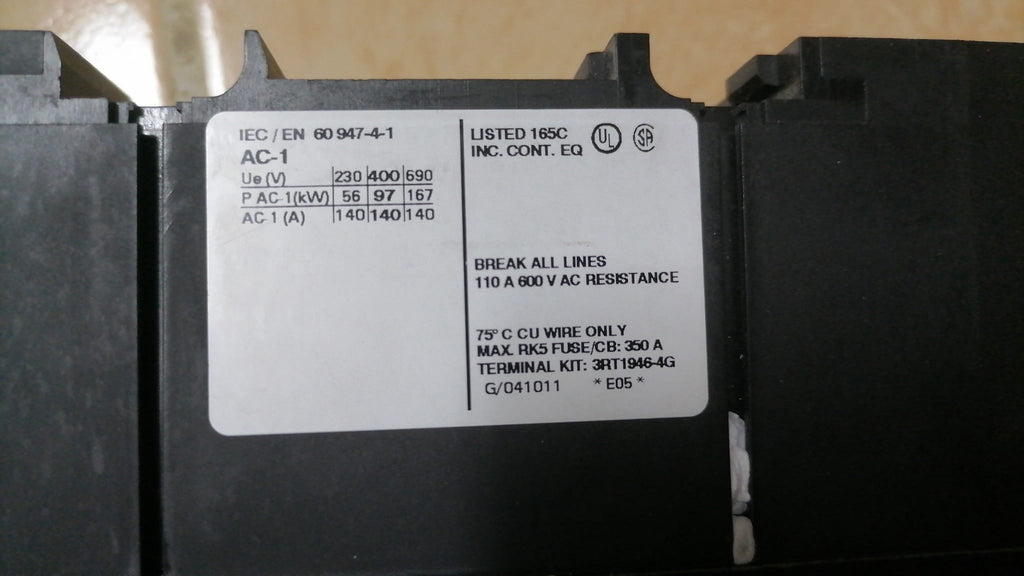 IEC / EN 60 947-4-1
AC-1
Ue (V) 230 400 690
P AC-1(kW) 56 97 167
AC-1 (A) 140 140 140
LISTED 165C
INC. CONT. EQ
UL
SA
BREAK ALL LINES
110 A 600 V AC RESISTANCE
75° C CU WIRE ONLY
MAX. RK5 FUSE/CB: 350 A
TERMINAL KIT: 3RT1946-4G
G/041011 * E05 *